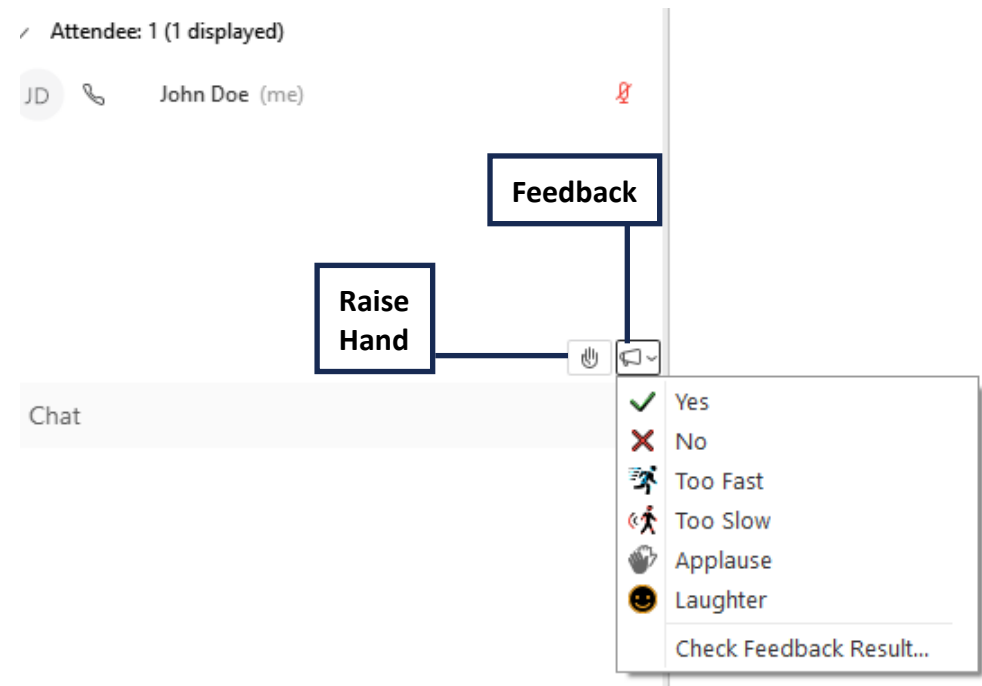 Attendee: 1 (1 displayed)
JD John Doe (me)
Feedback
Raise
Hand
Chat
Yes
No
Too Fast
Too Slow
Applause
Laughter
Check Feedback Result...